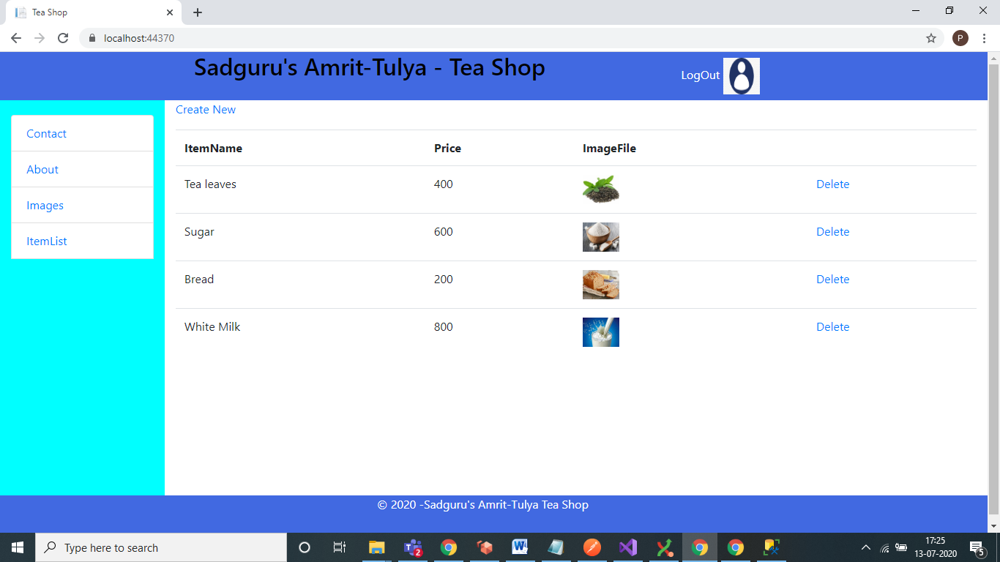 Tea Shop
localhost:44370
P
Sadguru's Amrit-Tulya - Tea Shop
LogOut
Create New
Contact
About
Images
ItemList
ItemName Price ImageFile
Tea leaves 400 Delete
Sugar 600 Delete
Bread 200 Delete
White Milk 800 Delete
© 2020 -Sadguru's Amrit-Tulya Tea Shop
Type here to search
2
17:25
13-07-2020
5